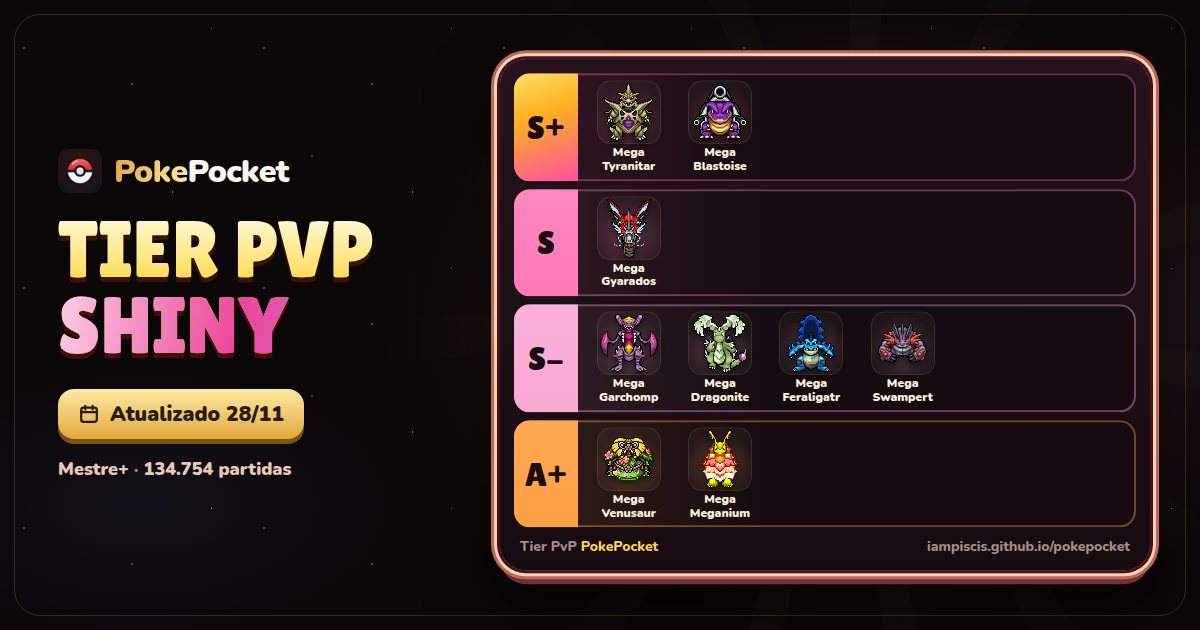 PokePocket
TIER PVP
SHINY
Atualizado 28/11
Mestre+ · 134.754 partidas
S+
Mega
Tyranitar
Mega
Blastoise
S
Mega
Gyarados
S–
Mega
Garchomp
Mega
Dragonite
Mega
Feraligatr
Mega
Swampert
A+
Mega
Venusaur
Mega
Meganium
Tier PvP PokePocket
iampiscis.github.io/pokepocket